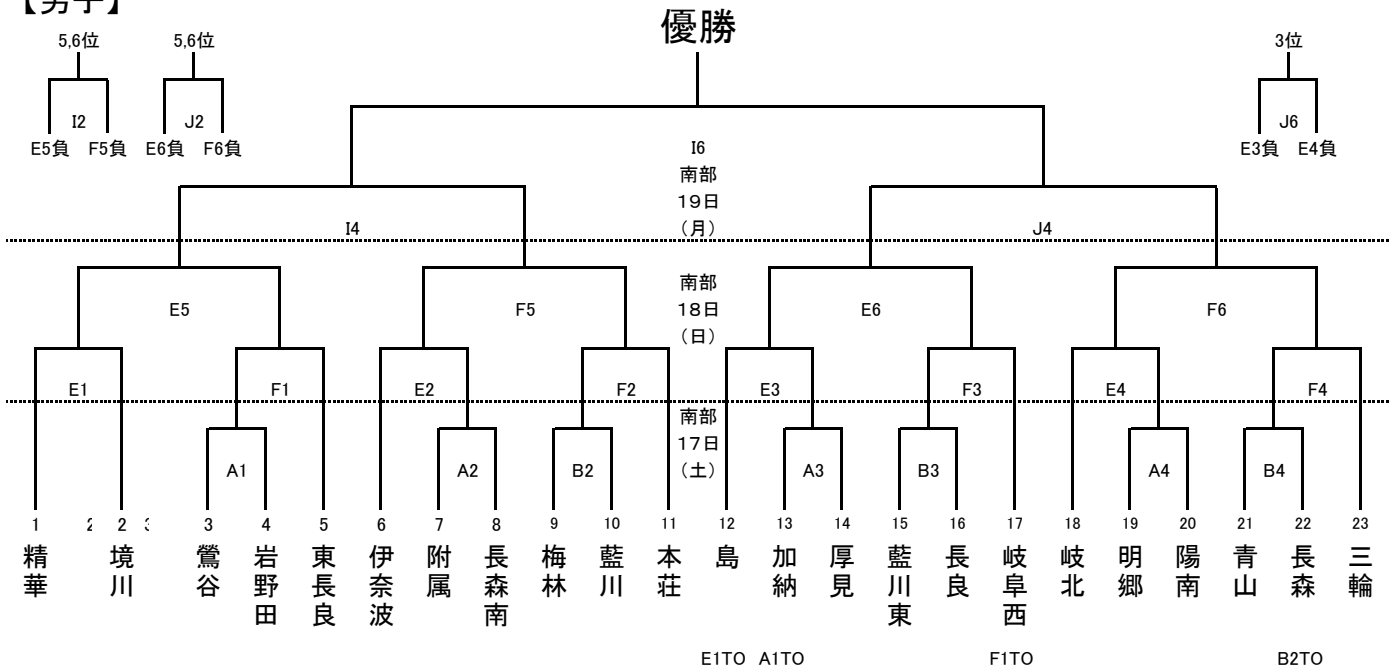 【男子】
優勝
5,6位 5,6位 3位
I2 J2 J6
E5負 F5負 E6負 F6負 E3負 E4負
I6
南部
19日
（月）
I4 J4
南部
18日
（日）
E5 F5 E6 F6
E1 F1 E2 F2 E3 F3 E4 F4
南部
17日
（土）
A1 A2 B2 A3 B3 A4 B4
1 2 3 4 5 6 7 8 9 10 11 12 13 14 15 16 17 18 19 20 21 22 23
精華
境川
鶯谷
岩野田
東長良
伊奈波
附属
長森南
梅林
藍川
本荘
島
加納
厚見
藍川東
長良
岐阜西
岐北
明郷
陽南
青山
長森
三輪
E1TO A1TO F1TO B2TO